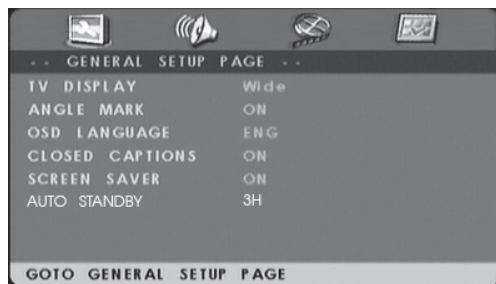 -- GENERAL SETUP PAGE --
TV DISPLAY Wide
ANGLE MARK ON
OSD LANGUAGE ENG
CLOSED CAPTIONS ON
SCREEN SAVER ON
AUTO STANDBY 3H
GOTO GENERAL SETUP PAGE